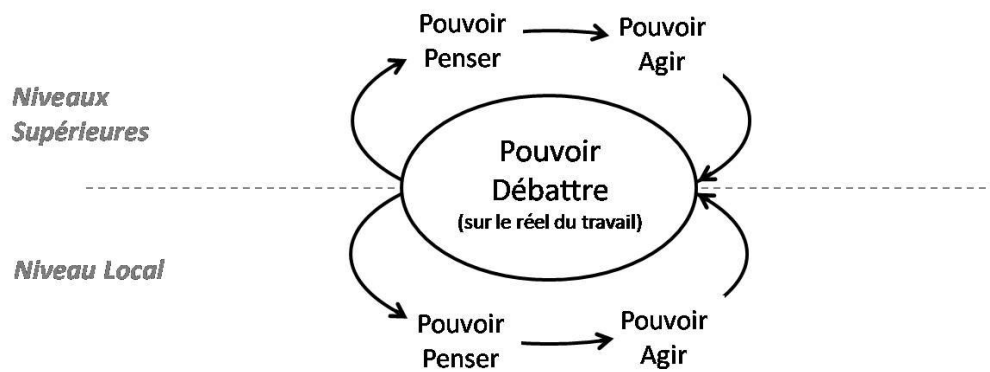 Pouvoir
Penser
Pouvoir
Agir
Niveaux
Supérieures
Pouvoir
Débattre
(sur le réel du travail)
Niveau Local
Pouvoir
Penser
Pouvoir
Agir